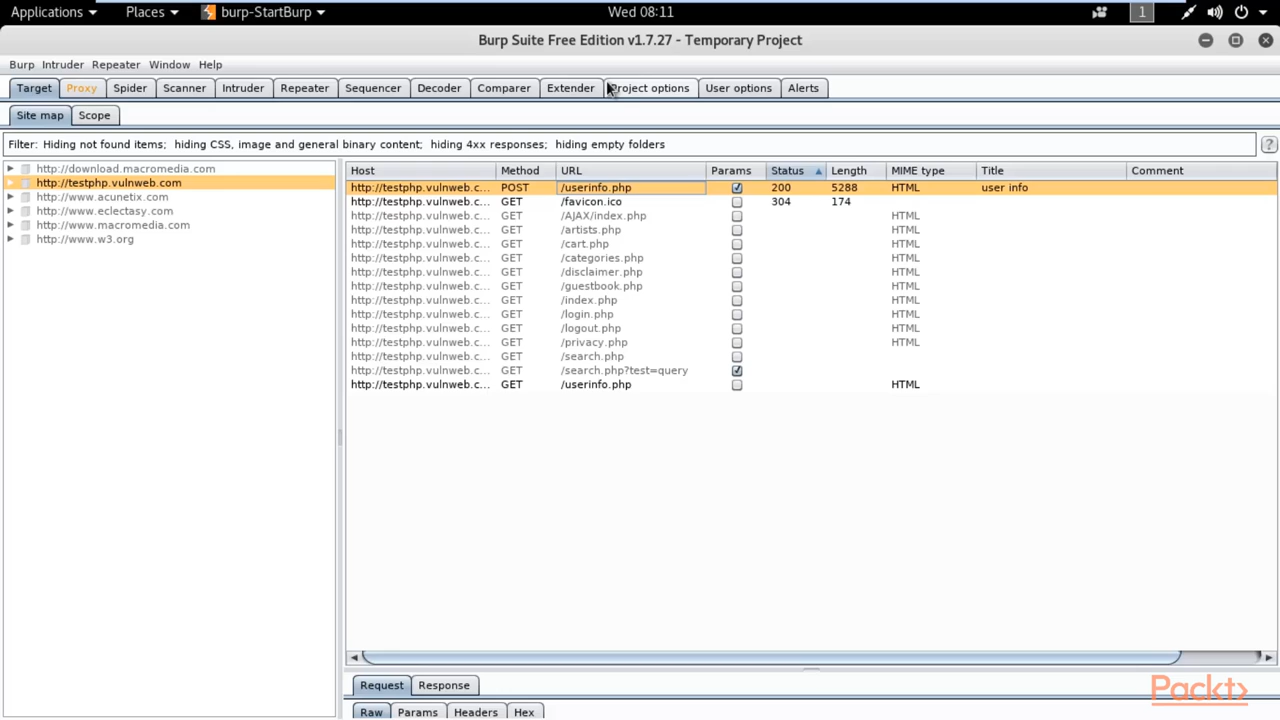 Applications Places burp-StartBurp Wed 08:11 1
Burp Suite Free Edition v1.7.27 - Temporary Project
Burp Intruder Repeater Window Help
Target Proxy Spider Scanner Intruder Repeater Sequencer Decoder Comparer Extender Project options User options Alerts
Site map Scope
Filter: Hiding not found items; hiding CSS, image and general binary content; hiding 4xx responses; hiding empty folders ?
http://download.macromedia.com
http://testphp.vulnweb.com
http://www.acunetix.com
http://www.eclectasy.com
http://www.macromedia.com
http://www.w3.org
Host Method URL Params Status Length MIME type Title Comment
http://testphp.vulnweb.c... POST /userinfo.php 200 5288 HTML user info
http://testphp.vulnweb.c... GET /favicon.ico 304 174
http://testphp.vulnweb.c... GET /AJAX/index.php HTML
http://testphp.vulnweb.c... GET /artists.php HTML
http://testphp.vulnweb.c... GET /cart.php HTML
http://testphp.vulnweb.c... GET /categories.php HTML
http://testphp.vulnweb.c... GET /disclaimer.php HTML
http://testphp.vulnweb.c... GET /guestbook.php HTML
http://testphp.vulnweb.c... GET /index.php HTML
http://testphp.vulnweb.c... GET /login.php HTML
http://testphp.vulnweb.c... GET /logout.php HTML
http://testphp.vulnweb.c... GET /privacy.php HTML
http://testphp.vulnweb.c... GET /search.php
http://testphp.vulnweb.c... GET /search.php?test=query
http://testphp.vulnweb.c... GET /userinfo.php HTML
Request Response
Raw Params Headers Hex
Packt>